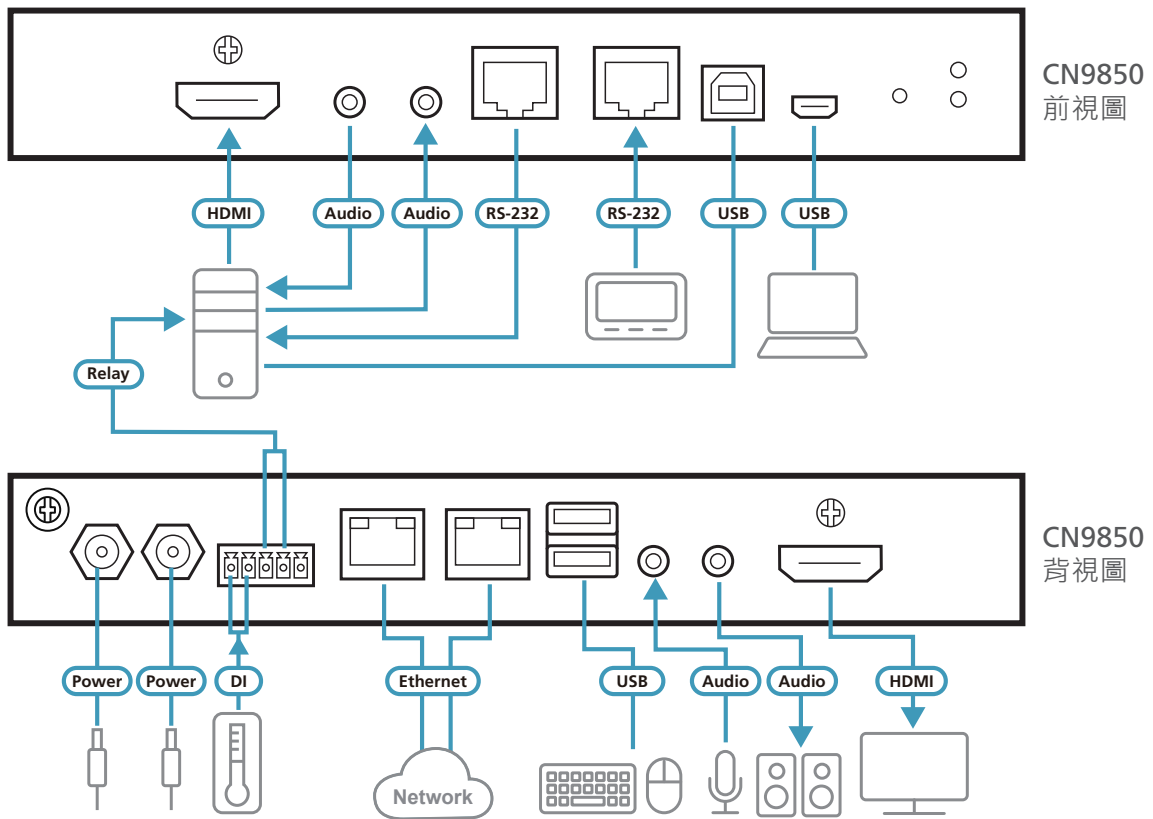 CN9850
前視圖
HDMI
Audio
Audio
RS-232
RS-232
USB
USB
Relay
CN9850
背視圖
Power
Power
DI
Ethernet
USB
Audio
Audio
HDMI
Network